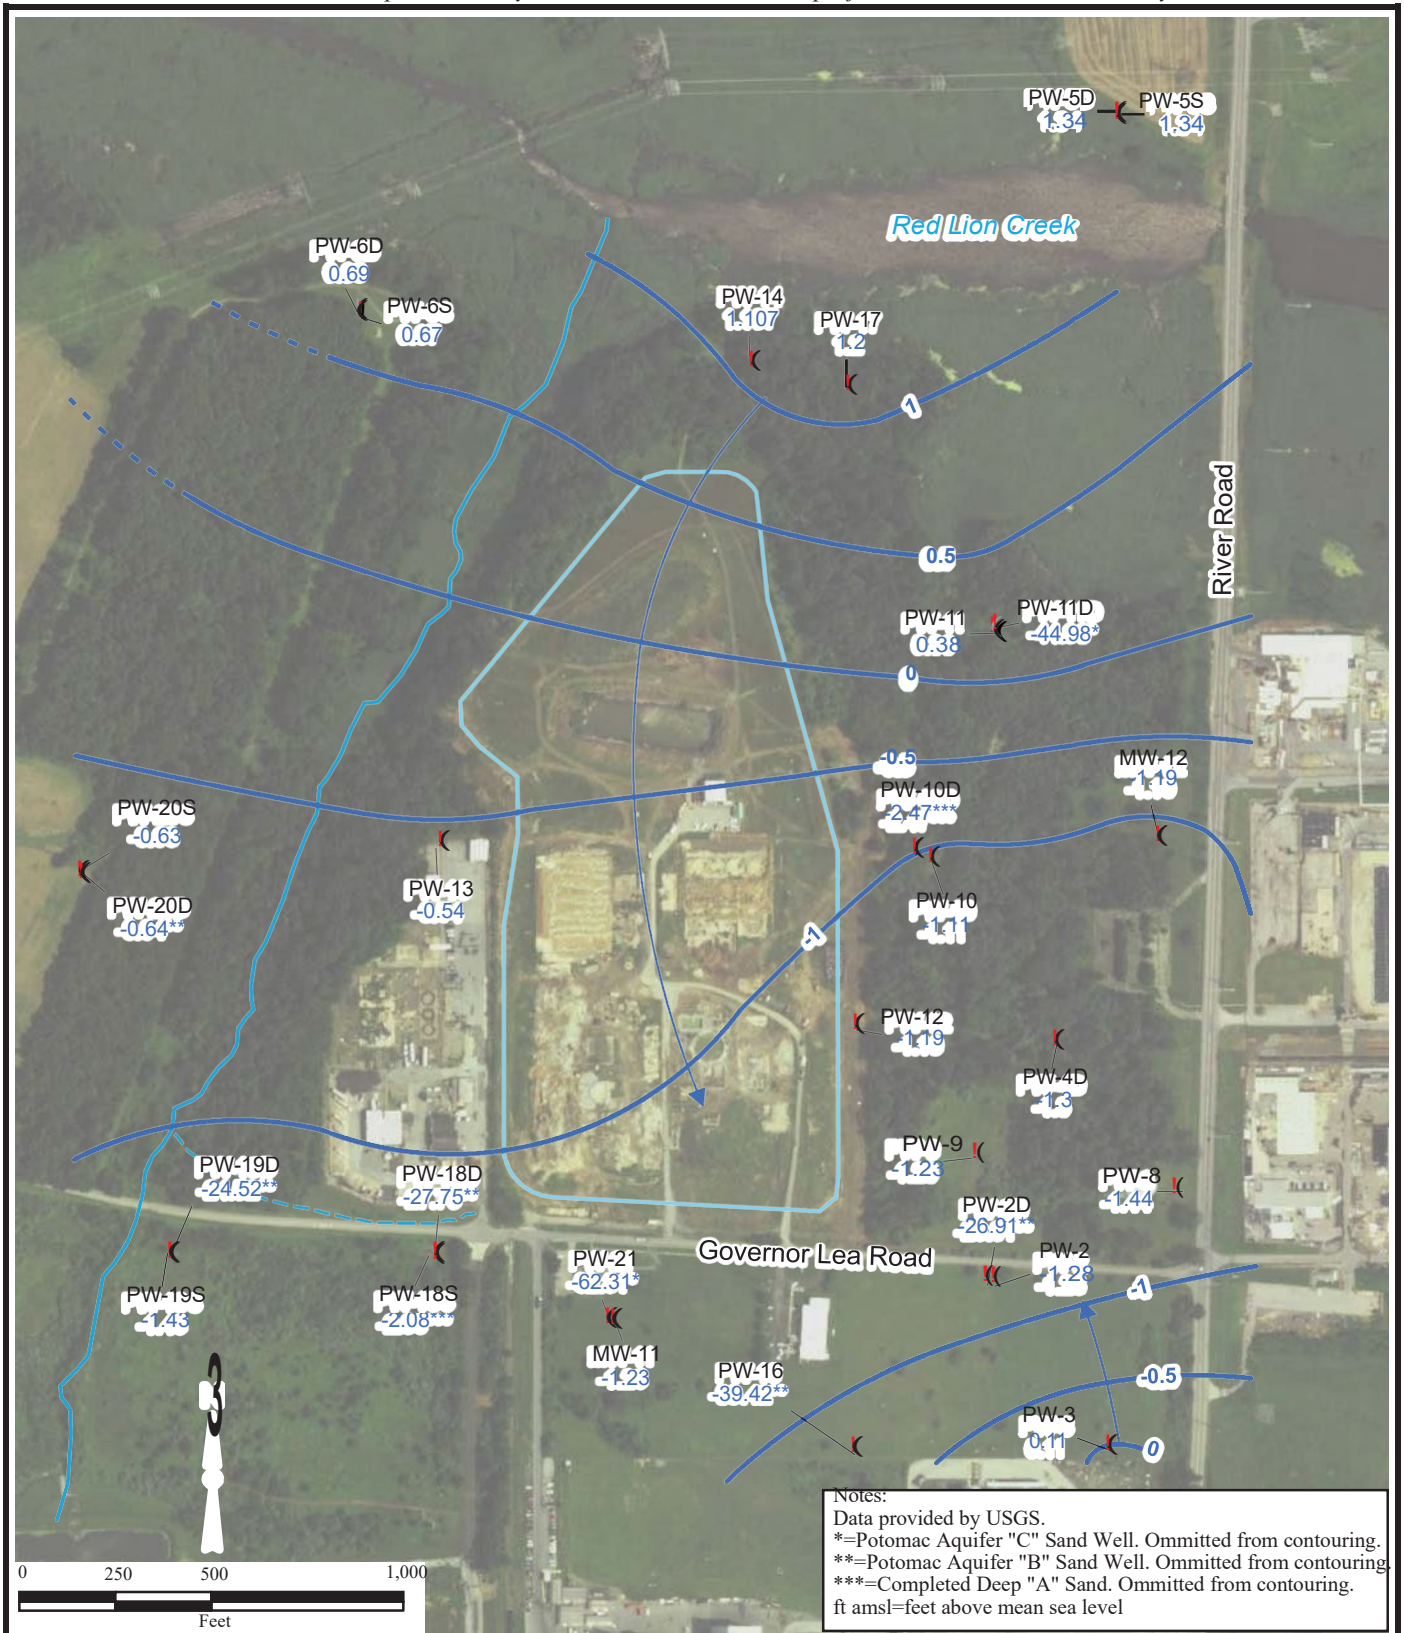 PW-5D
1.34
PW-5S
1.34
Red Lion Creek
PW-6D
0.69
PW-6S
0.67
PW-14
1.107
PW-17
1.2
1
0.5
River Road
PW-11
0.38
PW-11D
-44.98*
0
-0.5
MW-12
-1.19
PW-10D
-2.47***
PW-20S
-0.63
PW-20D
-0.64**
PW-13
-0.54
PW-10
-1.11
-1
PW-12
-1.19
PW-4D
-1.3
PW-9
-1.23
PW-8
-1.44
PW-19D
-24.52**
PW-18D
-27.75**
PW-2D
-26.91**
Governor Lea Road
PW-21
-62.31*
PW-2
-1.28
-1
PW-19S
-1.43
PW-18S
-2.08***
MW-11
-1.23
PW-16
-39.42**
-0.5
PW-3
0.11
0
Notes:
Data provided by USGS.
*=Potomac Aquifer "C" Sand Well. Ommitted from contouring.
**=Potomac Aquifer "B" Sand Well. Ommitted from contouring.
***=Completed Deep "A" Sand. Ommitted from contouring.
ft amsl=feet above mean sea level
0 250 500 1,000
Feet